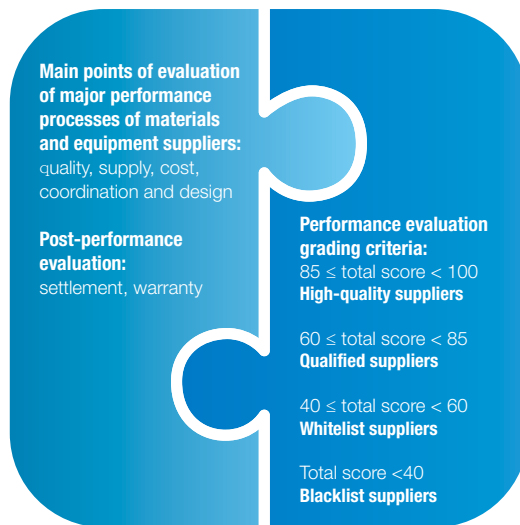 Main points of evaluation
of major performance
processes of materials
and equipment suppliers:
quality, supply, cost,
coordination and design
Post-performance
evaluation:
settlement, warranty
Performance evaluation
grading criteria:
85 ≤ total score < 100
High-quality suppliers
60 ≤ total score < 85
Qualified suppliers
40 ≤ total score < 60
Whitelist suppliers
Total score <40
Blacklist suppliers